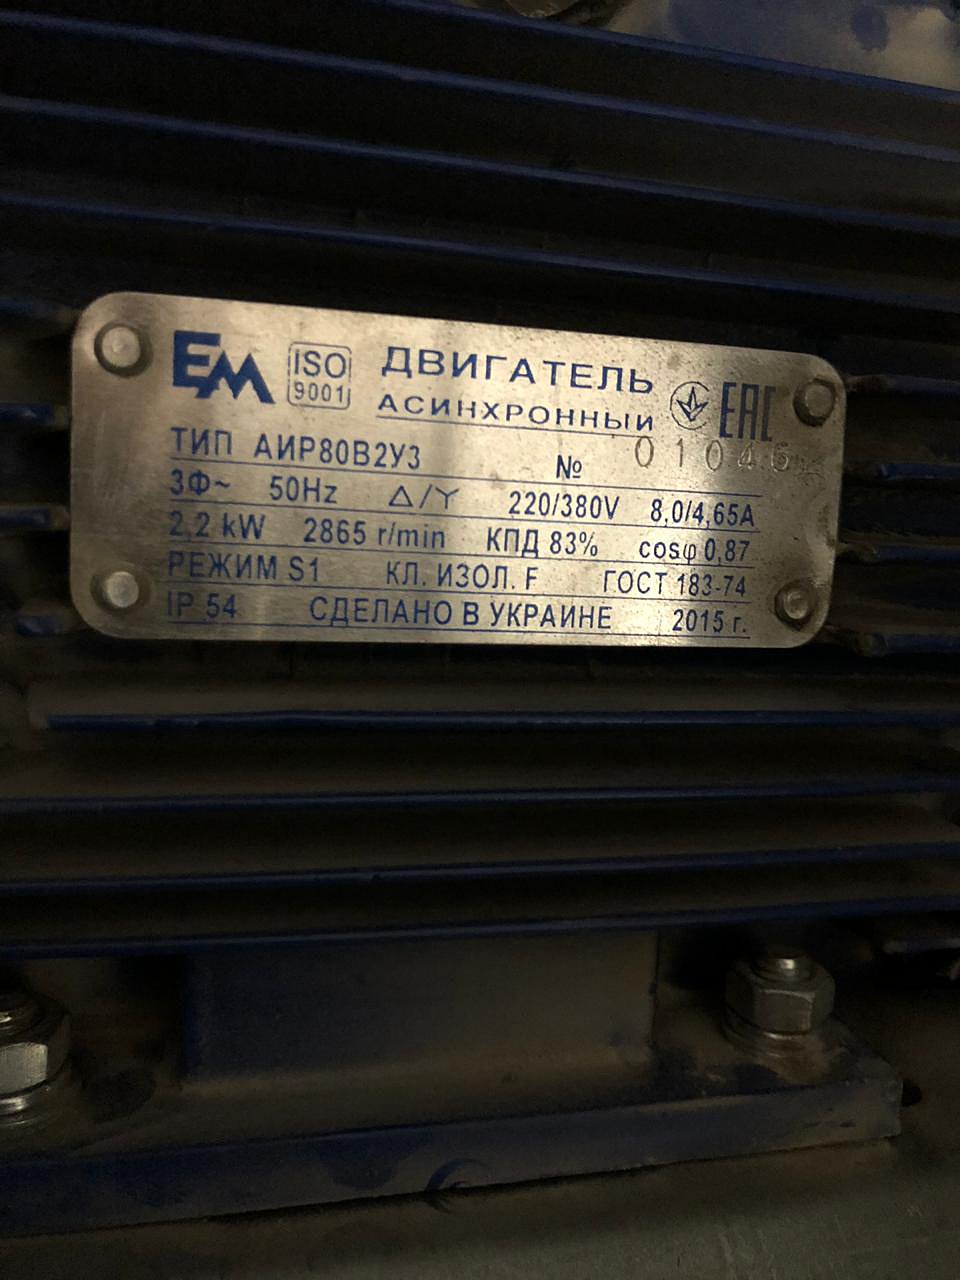 EM ISO 9001 ДВИГАТЕЛЬ
АСИНХРОННЫЙ EAC
ТИП АИР80В2У3 № 01046
3Ф~ 50Hz Δ/Y 220/380V 8,0/4,65A
2,2 kW 2865 r/min КПД 83% cosφ 0,87
РЕЖИМ S1 КЛ. ИЗОЛ. F ГОСТ 183-74
IP 54 СДЕЛАНО В УКРАИНЕ 2015 г.